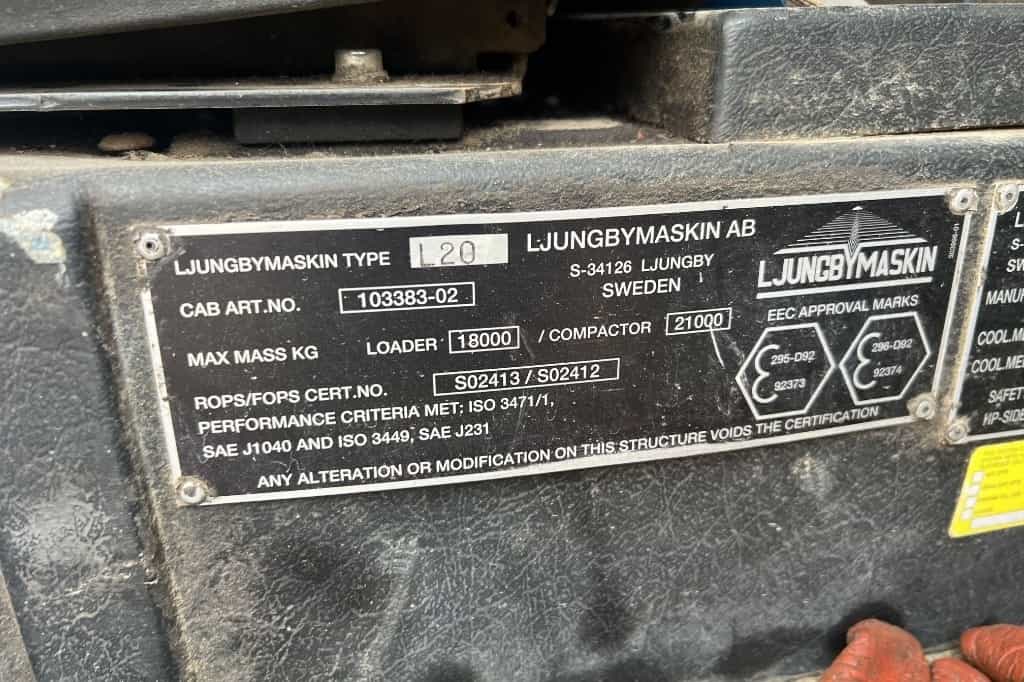 LJUNGBYMASKIN TYPE L20
LJUNGBYMASKIN AB
S-34126 LJUNGBY
SWEDEN
LJUNGBYMASKIN
CAB ART.NO. 103383-02
MAX MASS KG LOADER 18000 / COMPACTOR 21000
ROPS/FOPS CERT.NO. S02413 / S02412
PERFORMANCE CRITERIA MET: ISO 3471/1,
SAE J1040 AND ISO 3449, SAE J231
EEC APPROVAL MARKS
295-D92
92373
296-D92
92374
ANY ALTERATION OR MODIFICATION ON THIS STRUCTURE VOIDS THE CERTIFICATION